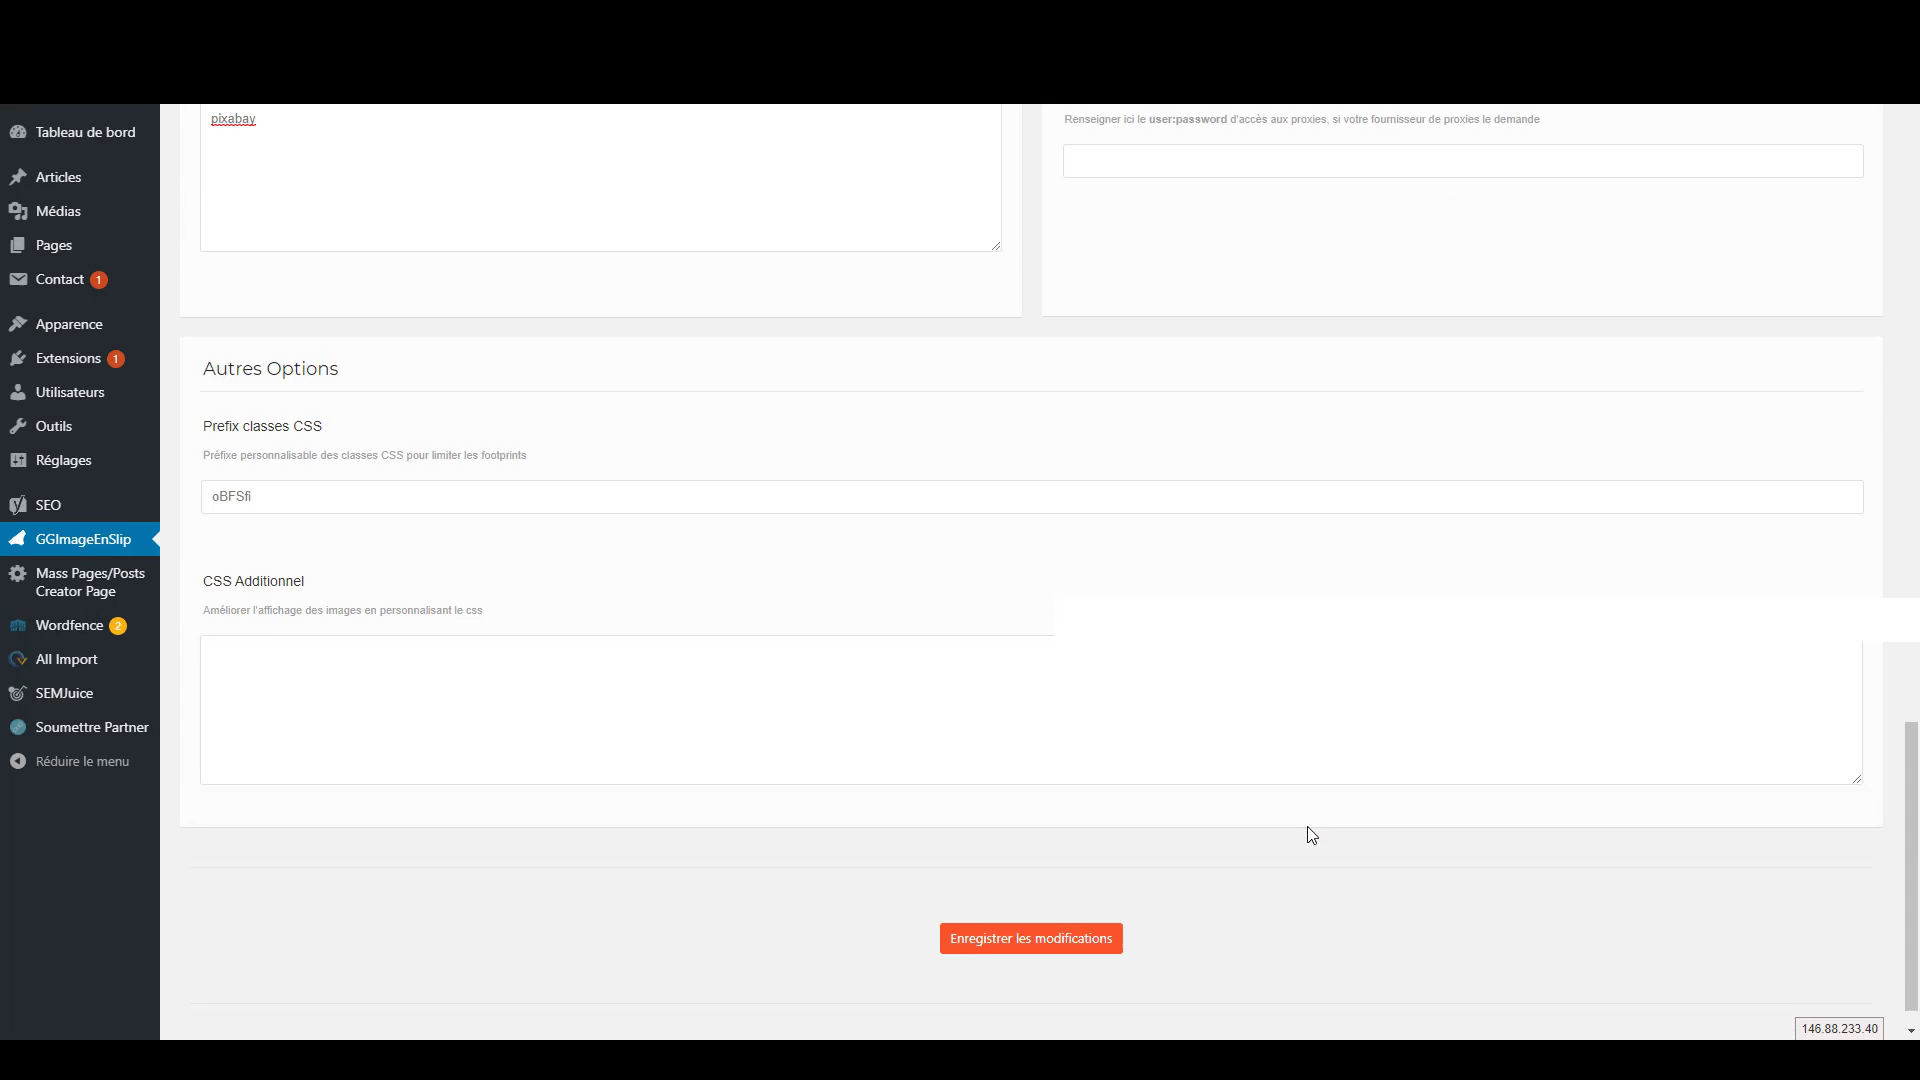 Tableau de bord
Articles
Médias
Pages
Contact 1
Apparence
Extensions 1
Utilisateurs
Outils
Réglages
SEO
GGImageEnSlip
Mass Pages/Posts
Creator Page
Wordfence 2
All Import
SEMJuice
Soumettre Partner
Réduire le menu
pixabay
Renseigner ici le user:password d'accès aux proxies, si votre fournisseur de proxies le demande
Autres Options
Prefix classes CSS
Préfixe personnalisable des classes CSS pour limiter les footprints
oBFSfi
CSS Additionnel
Améliorer l'affichage des images en personnalisant le css
Enregistrer les modifications
146.88.233.40